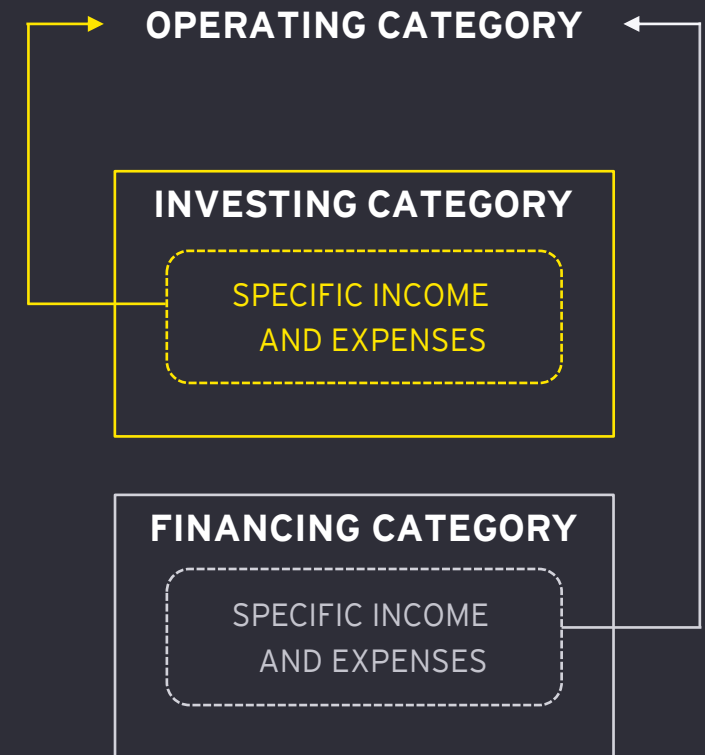 OPERATING CATEGORY
INVESTING CATEGORY
SPECIFIC INCOME
AND EXPENSES
FINANCING CATEGORY
SPECIFIC INCOME
AND EXPENSES